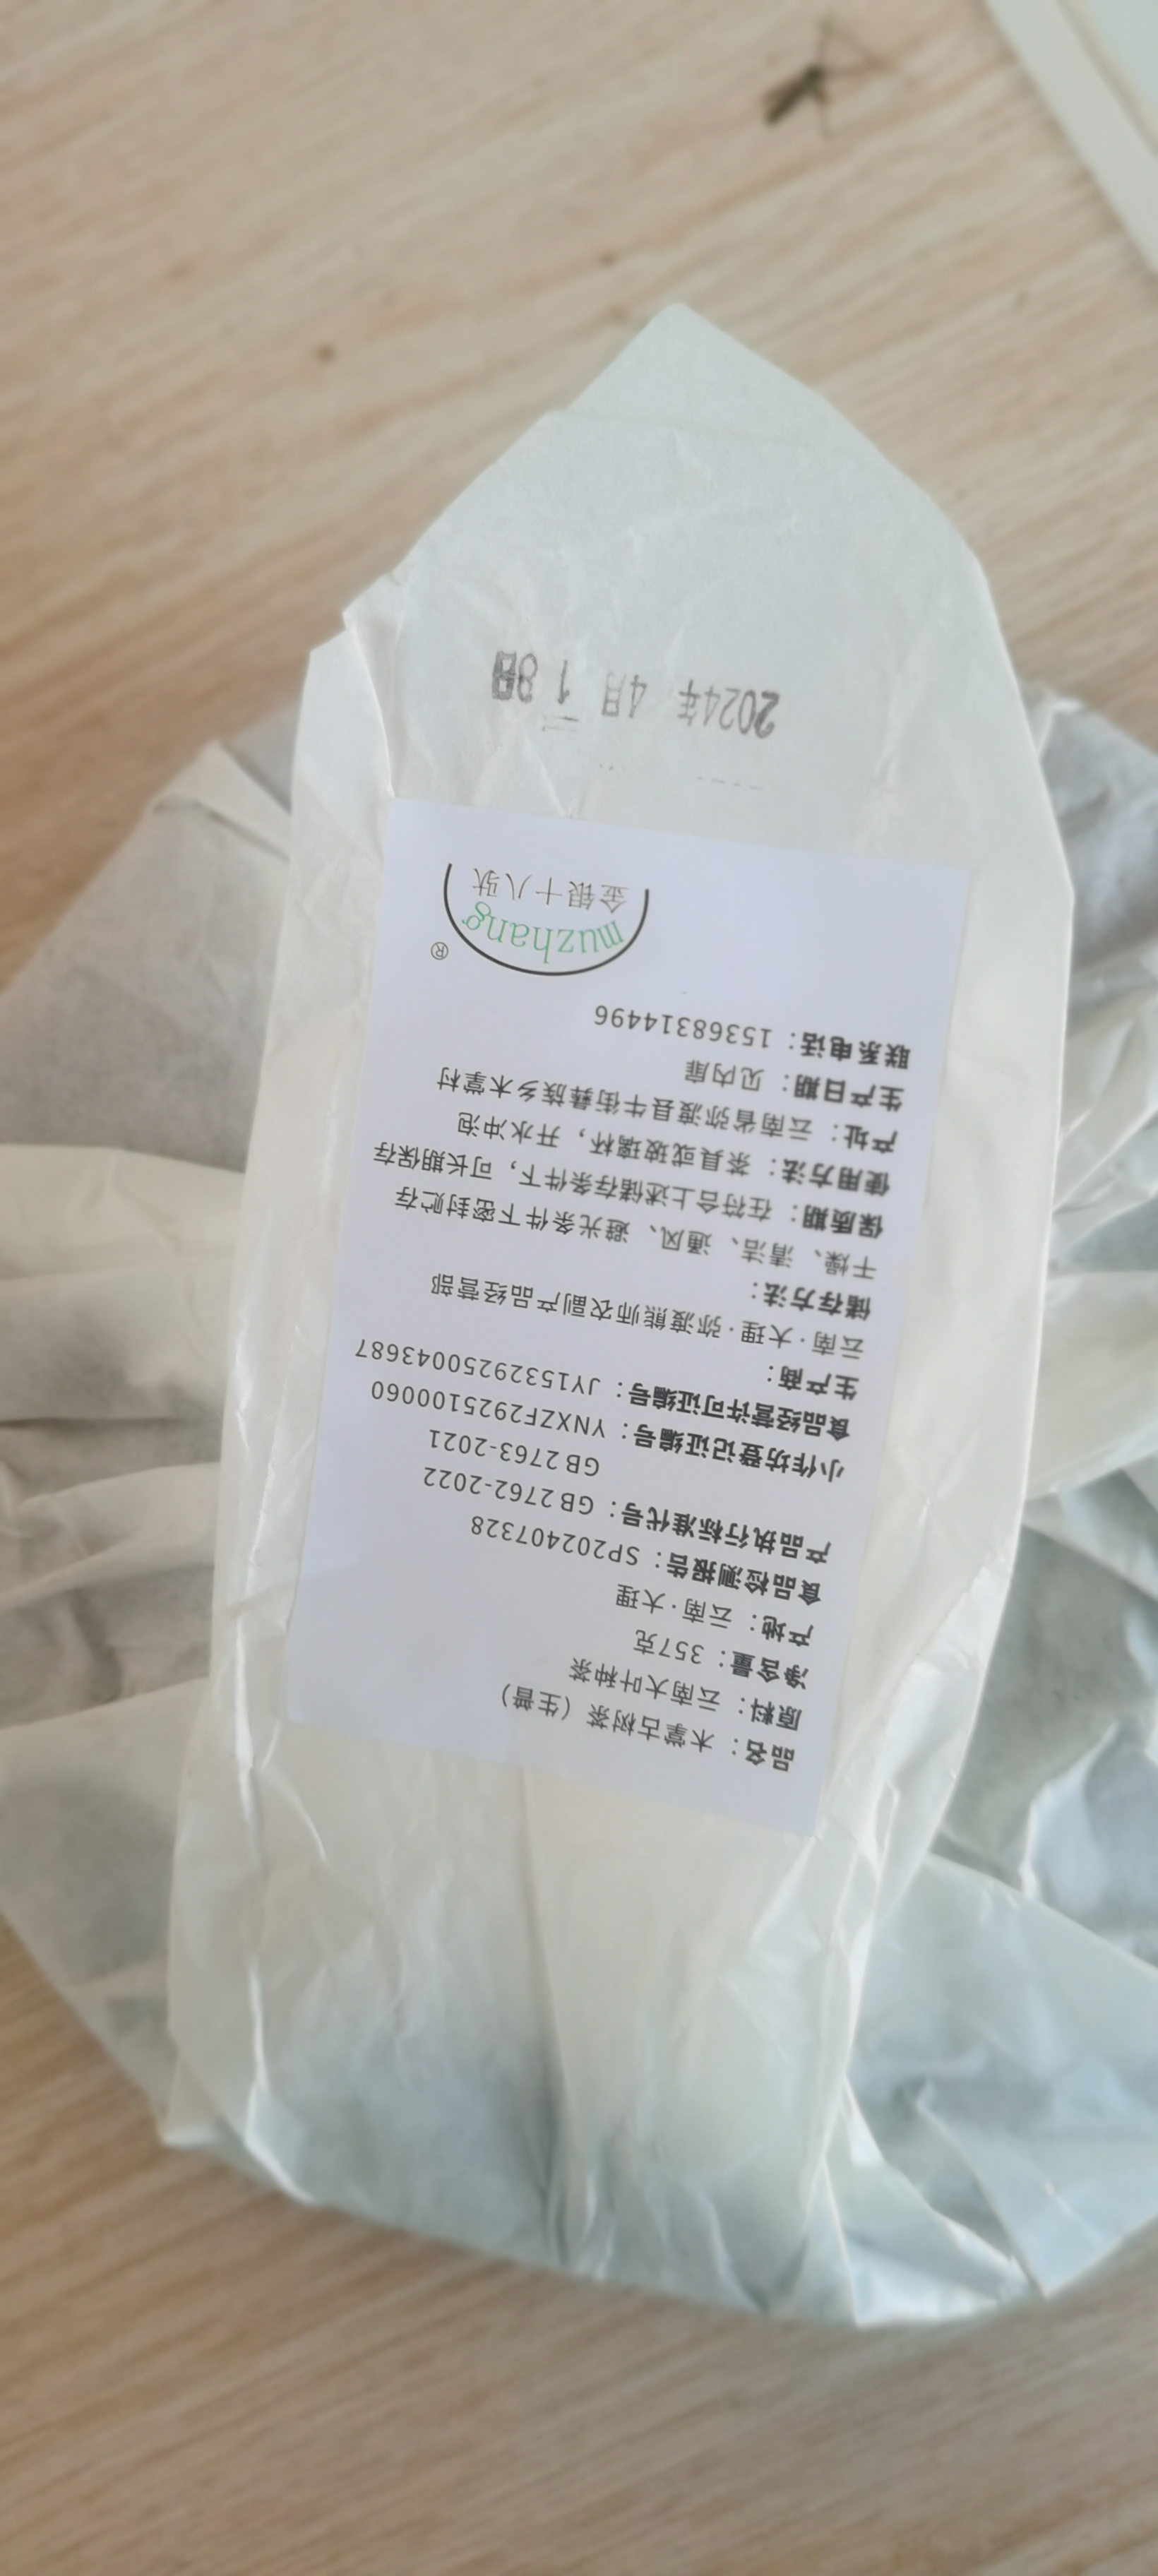 品名：木掌古树茶（生普）
原料：云南大叶种茶
净含量：357克
产地：云南·大理
食品检测报告：SP202407328
产品执行标准代号：GB 2762-2022
GB 2763-2021
小作坊登记证编号：YNXZF292510​0060
食品经营许可证编号：JY15329250043687
生产商：
云南·大理·弥渡熊师农副产品经营部
储存方法：
干燥、清洁、通风、避光条件下密封贮存
保质期：在符合上述储存条件下，可长期保存
使用方法：茶具或玻璃杯，开水冲泡
产址：云南省弥渡县牛街彝族乡木掌村
生产日期：见内扉
联系电话：15368314496
muzhang
金银十八驮
®
2024年 4月 18日